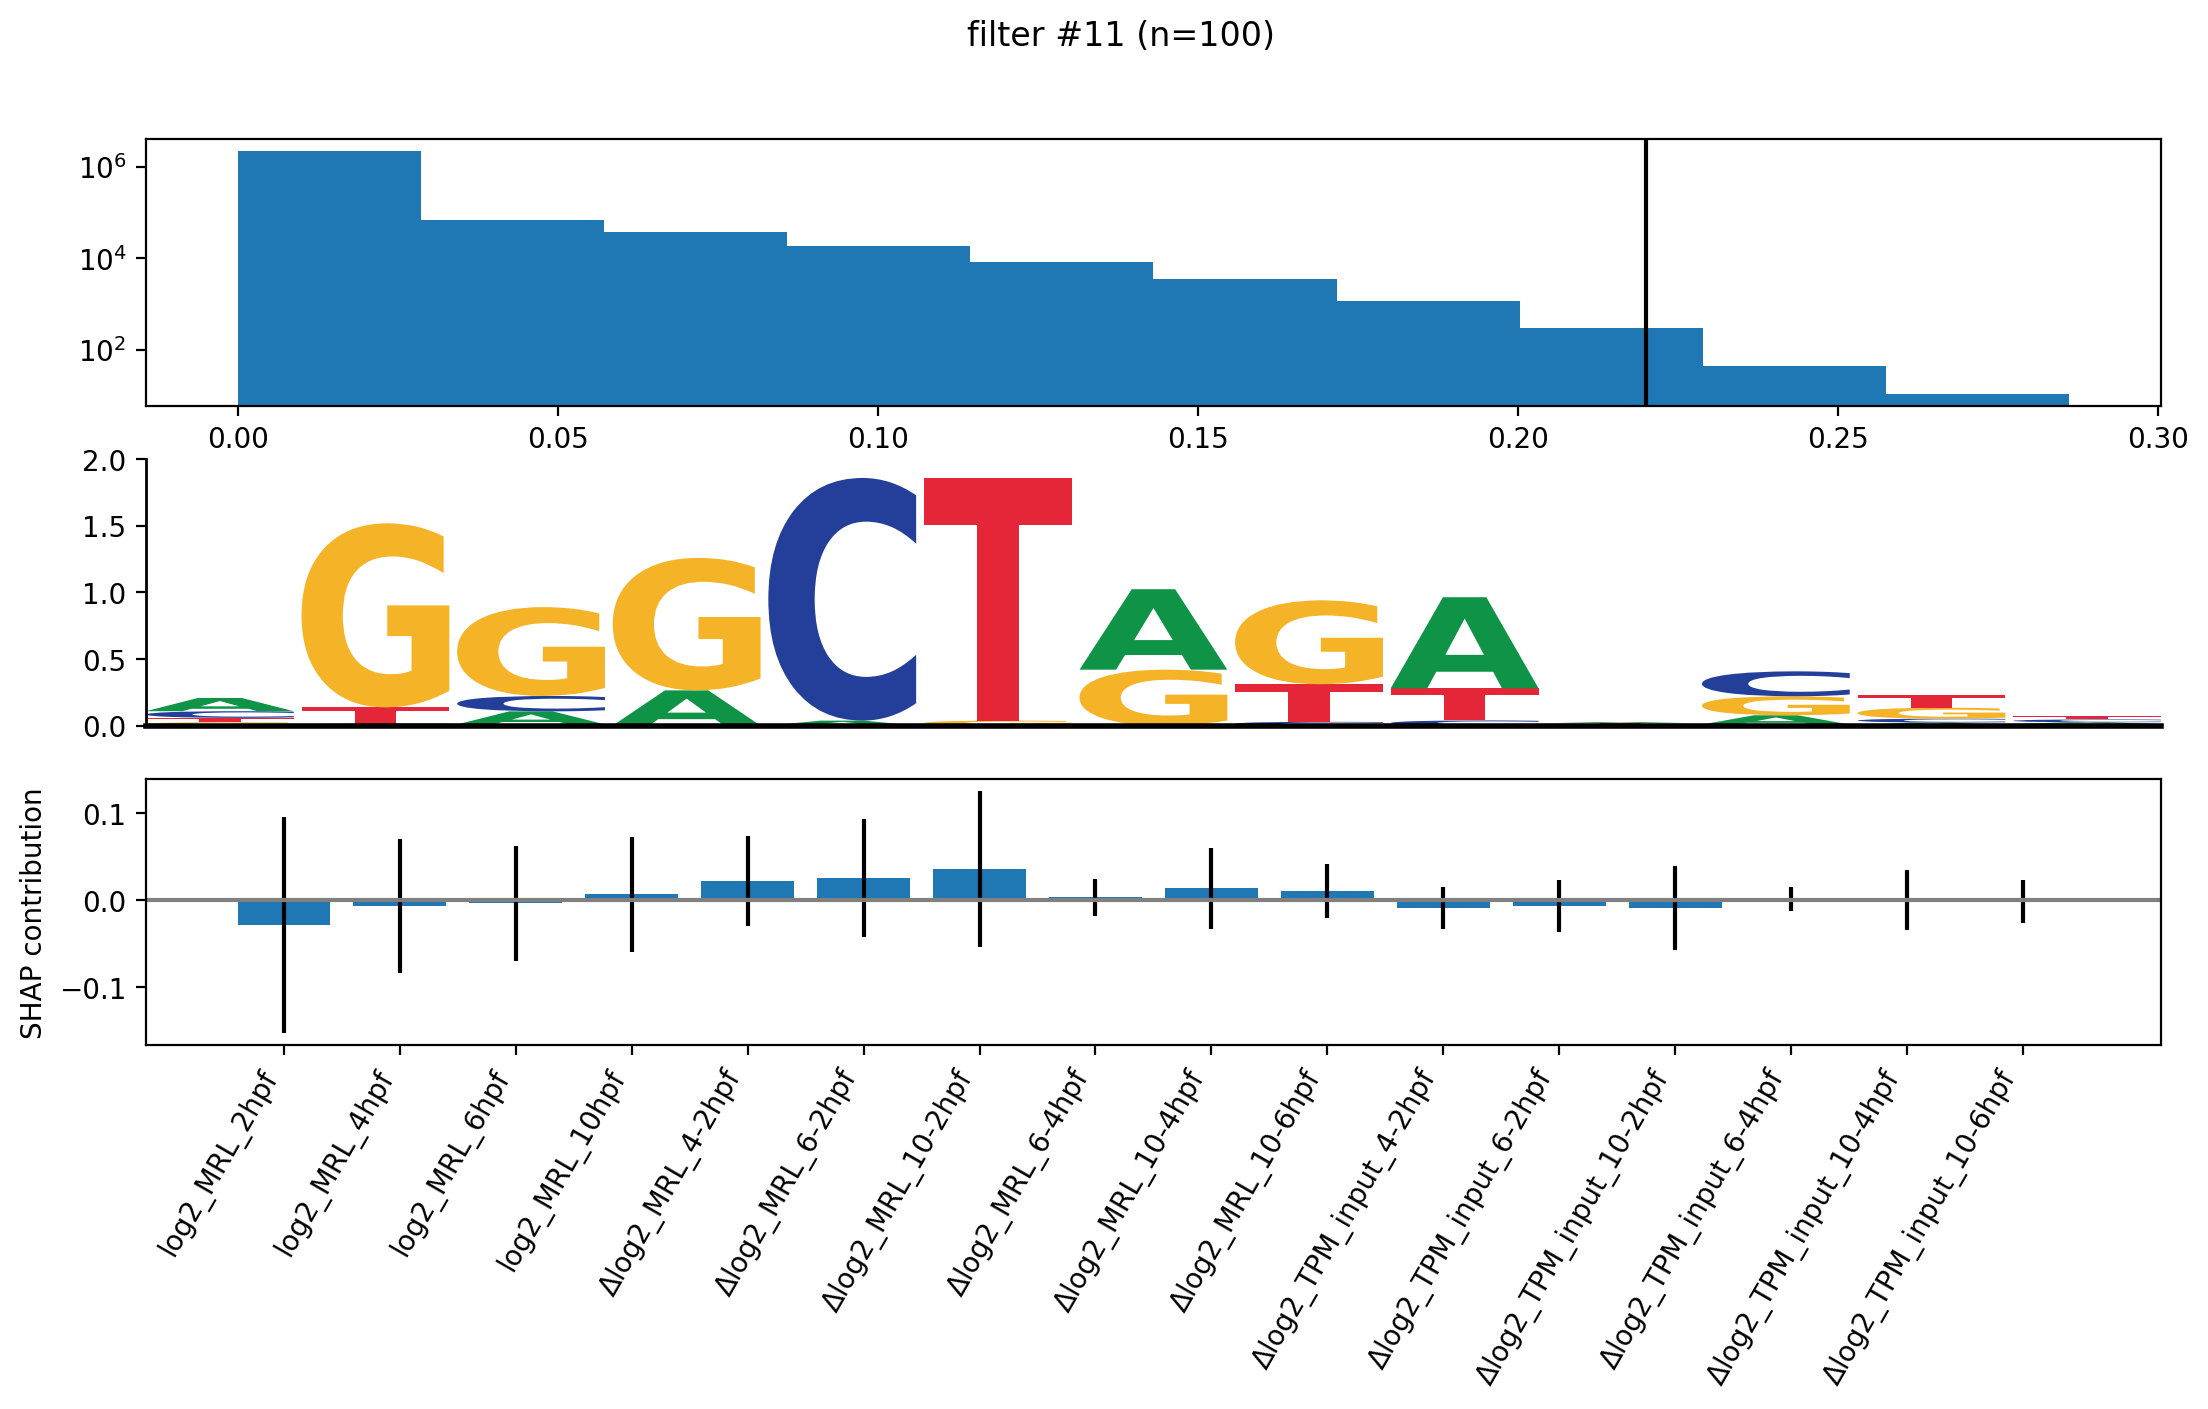 filter #11 (n=100)
10^6
10^4
10^2
0.00 0.05 0.10 0.15 0.20 0.25 0.30
2.0
1.5
1.0
0.5
0.0
A G G G C T A G A C T
SHAP contribution
0.1
0.0
−0.1
log2_MRL_2hpf
log2_MRL_4hpf
log2_MRL_6hpf
log2_MRL_10hpf
Δlog2_MRL_4-2hpf
Δlog2_MRL_6-2hpf
Δlog2_MRL_10-2hpf
Δlog2_MRL_6-4hpf
Δlog2_MRL_10-4hpf
Δlog2_MRL_10-6hpf
Δlog2_TPM_input_4-2hpf
Δlog2_TPM_input_6-2hpf
Δlog2_TPM_input_10-2hpf
Δlog2_TPM_input_6-4hpf
Δlog2_TPM_input_10-4hpf
Δlog2_TPM_input_10-6hpf